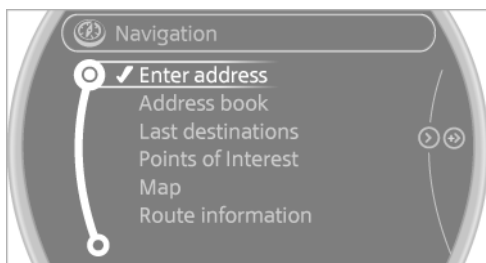 Navigation
Enter address
Address book
Last destinations
Points of Interest
Map
Route information